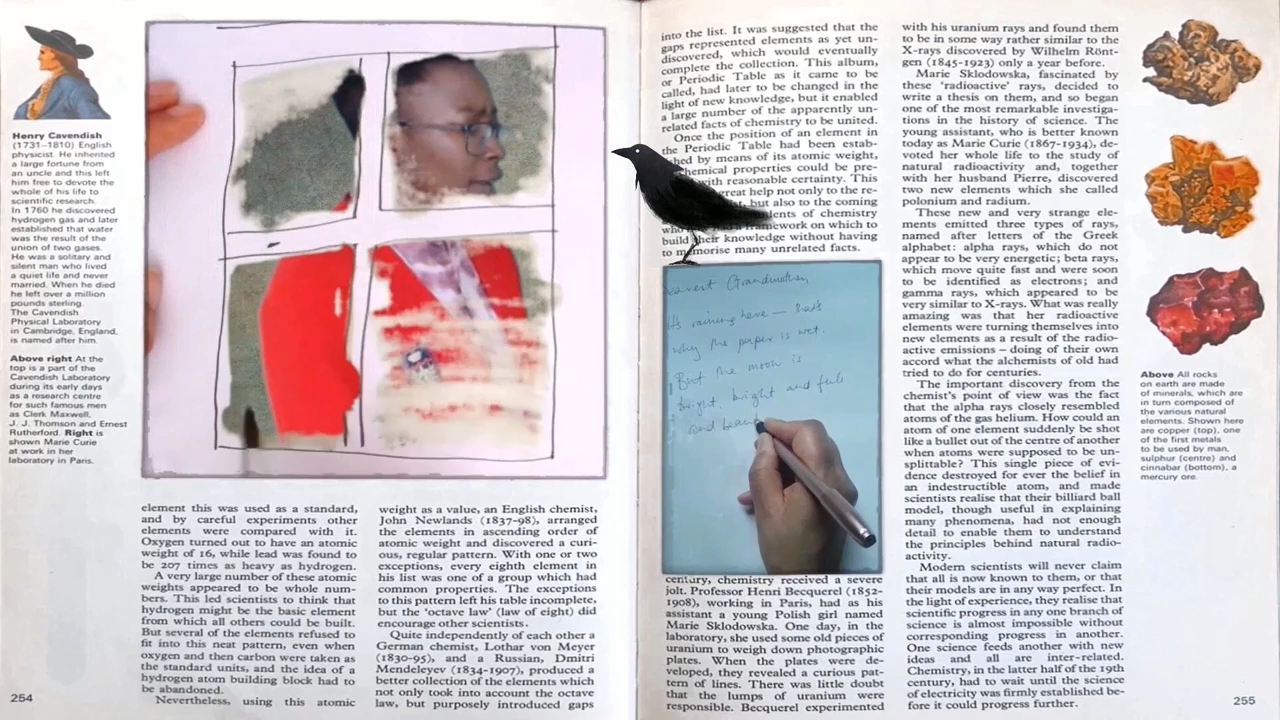 Henry Cavendish
(1731–1810) English
physicist. He inherited
a large fortune from
an uncle and this left
him free to devote the
whole of his life to
scientific research.
In 1760 he discovered
hydrogen gas and later
established that water
was the result of the
union of two gases.
He was a solitary and
silent man who lived
a quiet life and never
married. When he died
he left over a million
pounds sterling.
The Cavendish
Physical Laboratory
in Cambridge, England,
is named after him.
Above right At the
top is a part of the
Cavendish Laboratory
during its early days
as a research centre
for such famous men
as Clerk Maxwell,
J. J. Thomson and Ernest
Rutherford. Right is
shown Marie Curie
at work in her
laboratory in Paris.
254
element this was used as a standard,
and by careful experiments other
elements were compared with it.
Oxygen turned out to have an atomic
weight of 16, while lead was found to
be 207 times as heavy as hydrogen.
A very large number of these atomic
weights appeared to be whole num-
bers. This led scientists to think that
hydrogen might be the basic element
from which all others could be built.
But several of the elements refused to
fit into this neat pattern, even when
oxygen and then carbon were taken as
the standard units, and the idea of a
hydrogen atom building block had to
be abandoned.
Nevertheless, using this atomic
weight as a value, an English chemist,
John Newlands (1837-98), arranged
the elements in ascending order of
atomic weight and discovered a curi-
ous, regular pattern. With one or two
exceptions, every eighth element in
his list was one of a group which had
common properties. The exceptions
to this pattern left his table incomplete,
but the ‘octave law’ (law of eight) did
encourage other scientists.
Quite independently of each other a
German chemist, Lothar von Meyer
(1830-95), and a Russian, Dmitri
Mendeleyev (1834-1907), produced a
better collection of the elements which
not only took into account the octave
law, but purposely introduced gaps
into the list. It was suggested that the
gaps represented elements as yet un-
discovered, which would eventually
complete the collection. This album,
or Periodic Table as it came to be
called, had later to be changed in the
light of new knowledge, but it enabled
a large number of the apparently un-
related facts of chemistry to be united.
Once the position of an element in
the Periodic Table had been estab-
shed by means of its atomic weight,
hemical properties could be pre-
with reasonable certainty. This
great help not only to the re-
but also to the coming
dents of chemistry
who had a framework on which to
build their knowledge without having
to memorise many unrelated facts.
Grandmother,
It's raining here — that's
why the paper is wet.
But the moon is
bright, bright and full
and beau
century, chemistry received a severe
jolt. Professor Henri Becquerel (1852-
1908), working in Paris, had as his
assistant a young Polish girl named
Marie Sklodowska. One day, in the
laboratory, she used some old pieces of
uranium to weigh down photographic
plates. When the plates were de-
veloped, they revealed a curious pat-
tern of lines. There was little doubt
that the lumps of uranium were
responsible. Becquerel experimented
with his uranium rays and found them
to be in some way rather similar to the
X-rays discovered by Wilhelm Rönt-
gen (1845-1923) only a year before.
Marie Sklodowska, fascinated by
these ‘radioactive’ rays, decided to
write a thesis on them, and so began
one of the most remarkable investiga-
tions in the history of science. The
young assistant, who is better known
today as Marie Curie (1867-1934), de-
voted her whole life to the study of
natural radioactivity and, together
with her husband Pierre, discovered
two new elements which she called
polonium and radium.
These new and very strange ele-
ments emitted three types of rays,
named after letters of the Greek
alphabet: alpha rays, which do not
appear to be very energetic; beta rays,
which move quite fast and were soon
to be identified as electrons; and
gamma rays, which appeared to be
very similar to X-rays. What was really
amazing was that her radioactive
elements were turning themselves into
new elements as a result of the radio-
active emissions – doing of their own
accord what the alchemists of old had
tried to do for centuries.
The important discovery from the
chemist's point of view was the fact
that the alpha rays closely resembled
atoms of the gas helium. How could an
atom of one element suddenly be shot
like a bullet out of the centre of another
when atoms were supposed to be un-
splittable? This single piece of evi-
dence destroyed for ever the belief in
an indestructible atom, and made
scientists realise that their billiard ball
model, though useful in explaining
many phenomena, had not enough
detail to enable them to understand
the principles behind natural radio-
activity.
Modern scientists will never claim
that all is now known to them, or that
their models are in any way perfect. In
the light of experience, they realise that
scientific progress in any one branch of
science is almost impossible without
corresponding progress in another.
One science feeds another with new
ideas and all are inter-related.
Chemistry, in the latter half of the 19th
century, had to wait until the science
of electricity was firmly established be-
fore it could progress further.
Above All rocks
on earth are made
of minerals, which are
in turn composed of
the various natural
elements. Shown here
are copper (top), one
of the first metals
to be used by man,
sulphur (centre) and
cinnabar (bottom), a
mercury ore.
255